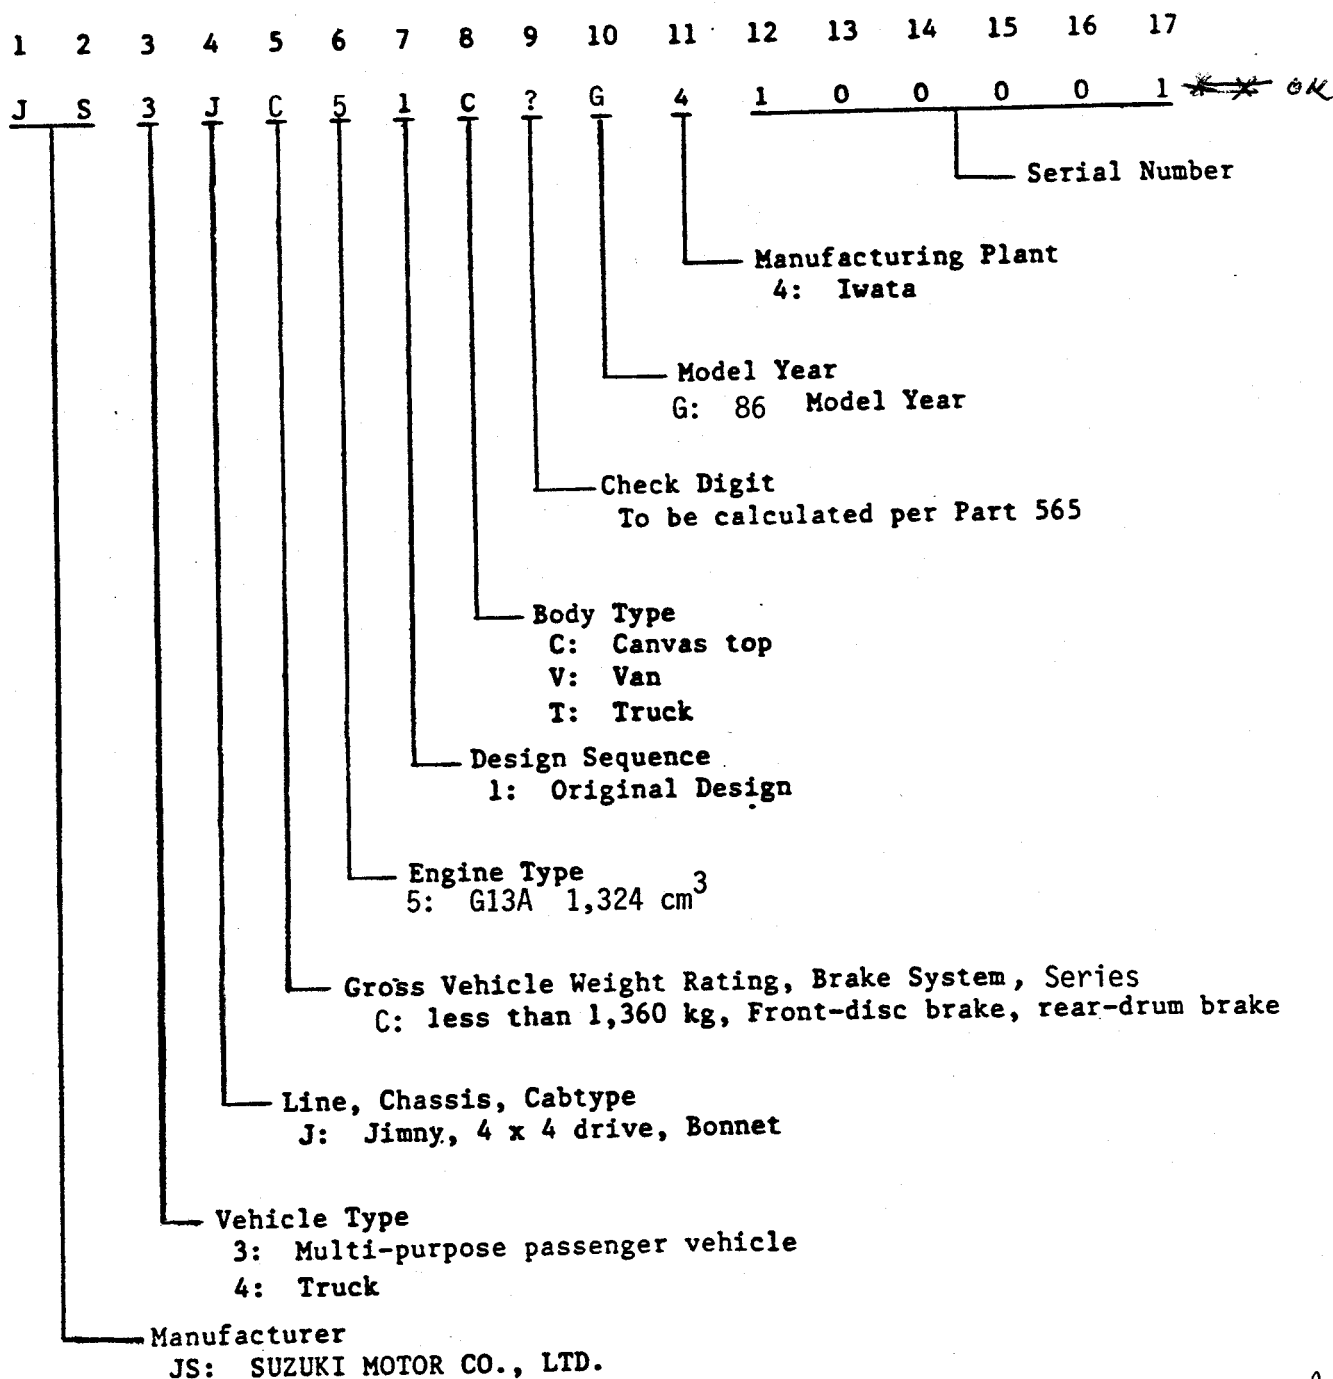 1 2 3 4 5 6 7 8 9 10 11 12 13 14 15 16 17
J S 3 J C 5 1 C ? G 4 1 0 0 0 0 1 OK
Serial Number
Manufacturing Plant
4: Iwata
Model Year
G: 86 Model Year
Check Digit
To be calculated per Part 565
Body Type
C: Canvas top
V: Van
T: Truck
Design Sequence
1: Original Design
Engine Type
5: G13A 1,324 cm³
Gross Vehicle Weight Rating, Brake System, Series
C: less than 1,360 kg, Front-disc brake, rear-drum brake
Line, Chassis, Cabtype
J: Jimny, 4 x 4 drive, Bonnet
Vehicle Type
3: Multi-purpose passenger vehicle
4: Truck
Manufacturer
JS: SUZUKI MOTOR CO., LTD.